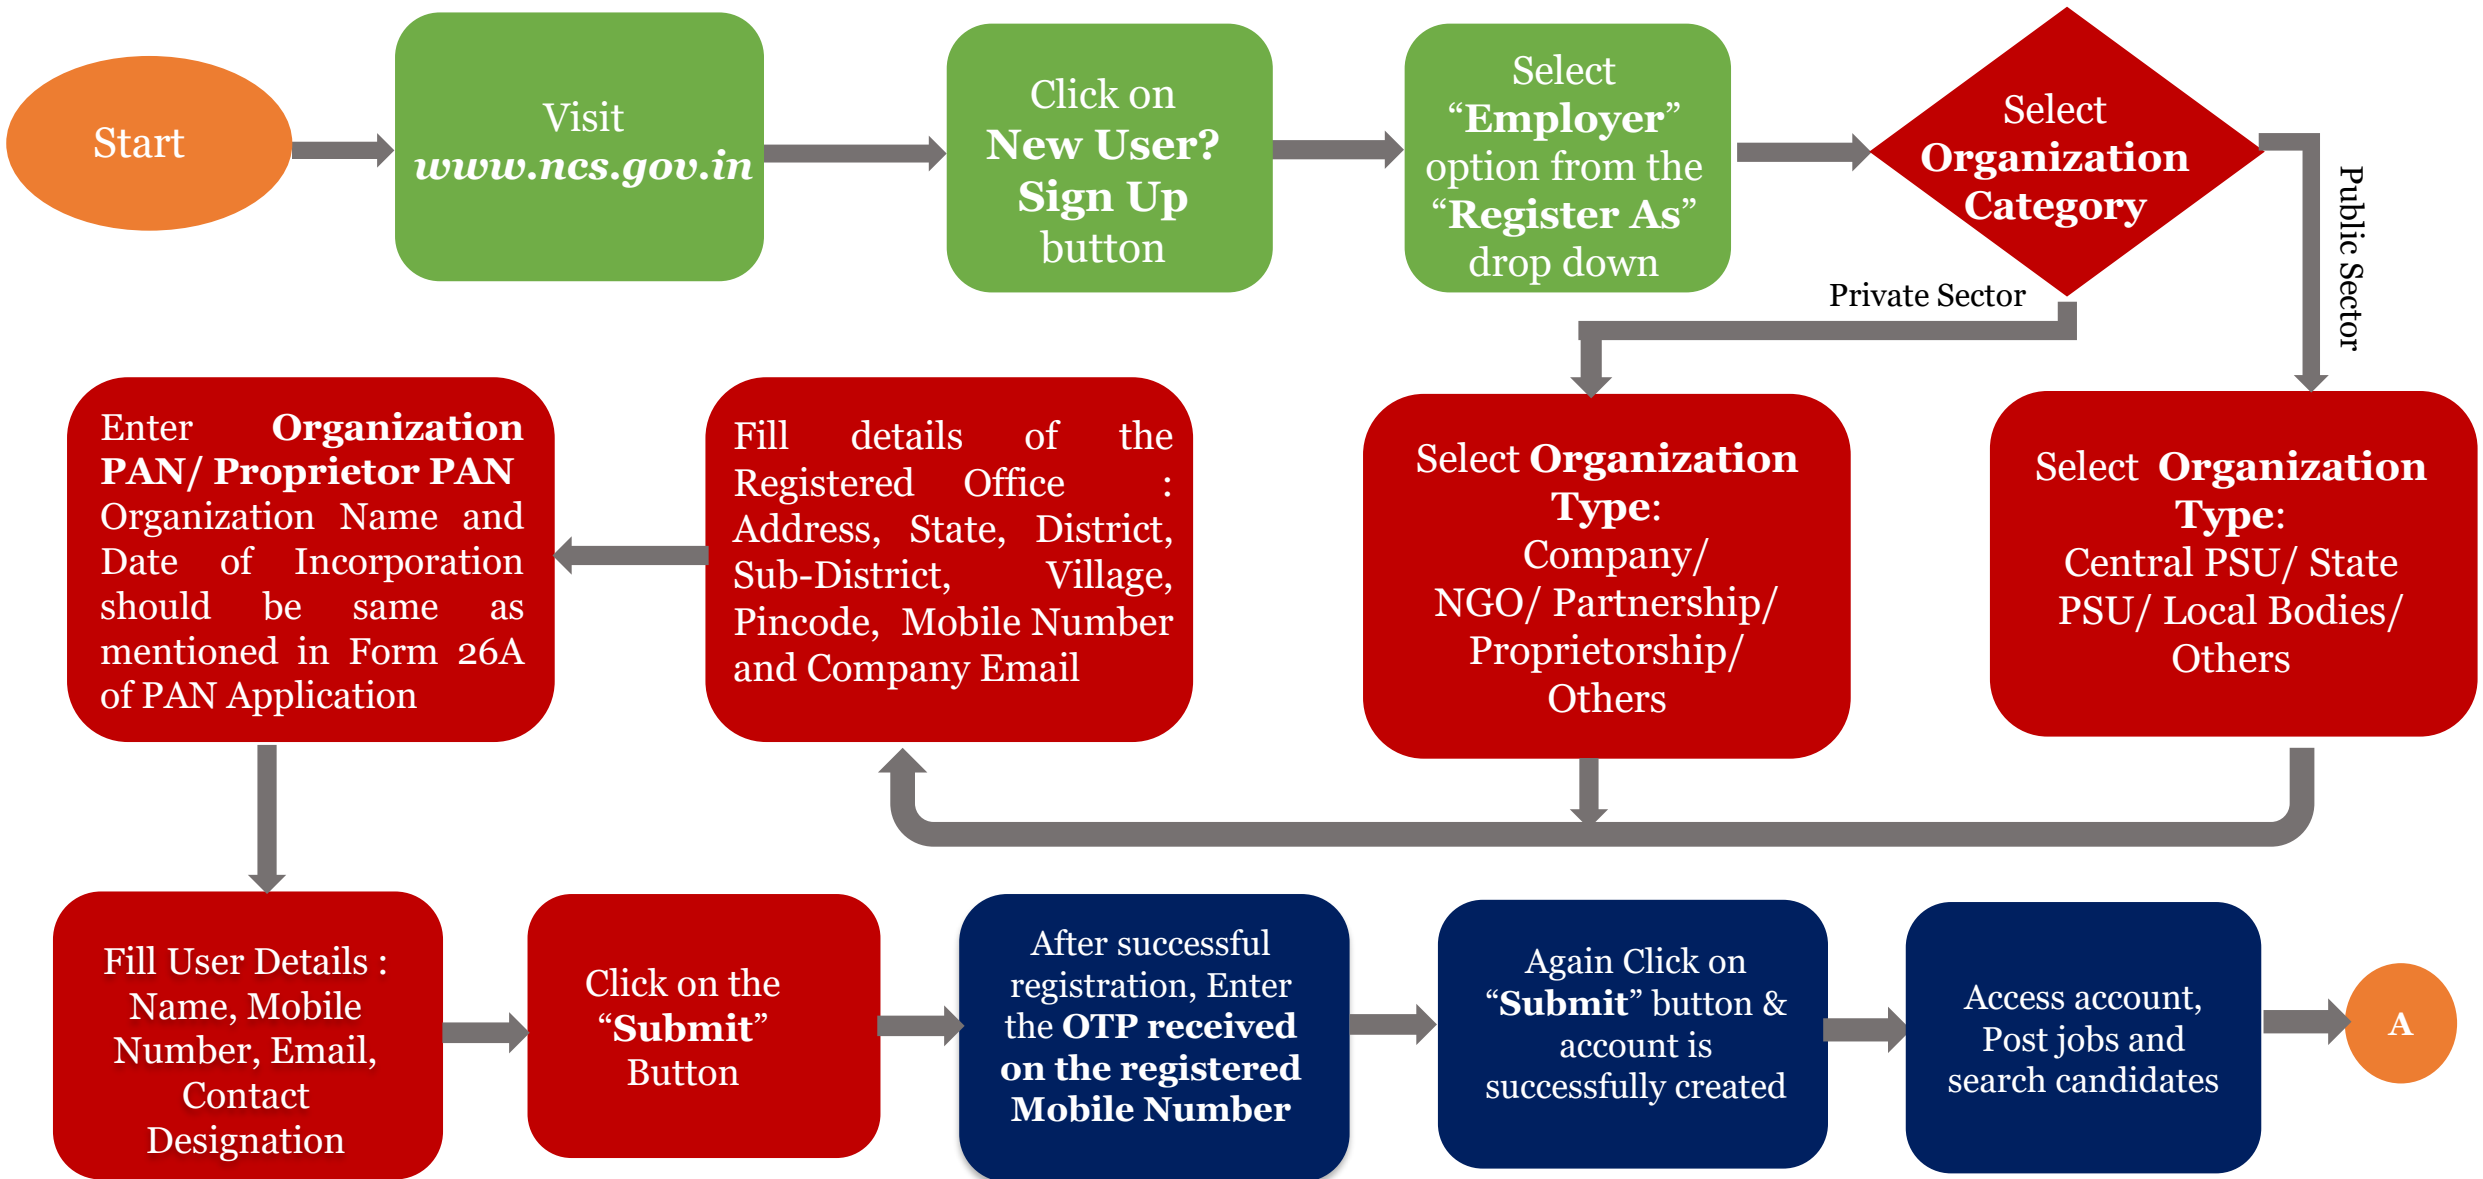 Start
Visit
www.ncs.gov.in
Click on
New User?
Sign Up
button
Select
“Employer”
option from the
“Register As”
drop down
Select
Organization
Category
Public Sector
Private Sector
Select Organization
Type:
Central PSU/ State
PSU/ Local Bodies/
Others
Select Organization
Type:
Company/
NGO/ Partnership/
Proprietorship/
Others
Fill details of the
Registered Office :
Address, State, District,
Sub-District, Village,
Pincode, Mobile Number
and Company Email
Enter Organization
PAN/ Proprietor PAN
Organization Name and
Date of Incorporation
should be same as
mentioned in Form 26A
of PAN Application
Fill User Details :
Name, Mobile
Number, Email,
Contact
Designation
Click on the
“Submit”
Button
After successful
registration, Enter
the OTP received
on the registered
Mobile Number
Again Click on
“Submit” button &
account is
successfully created
Access account,
Post jobs and
search candidates
A